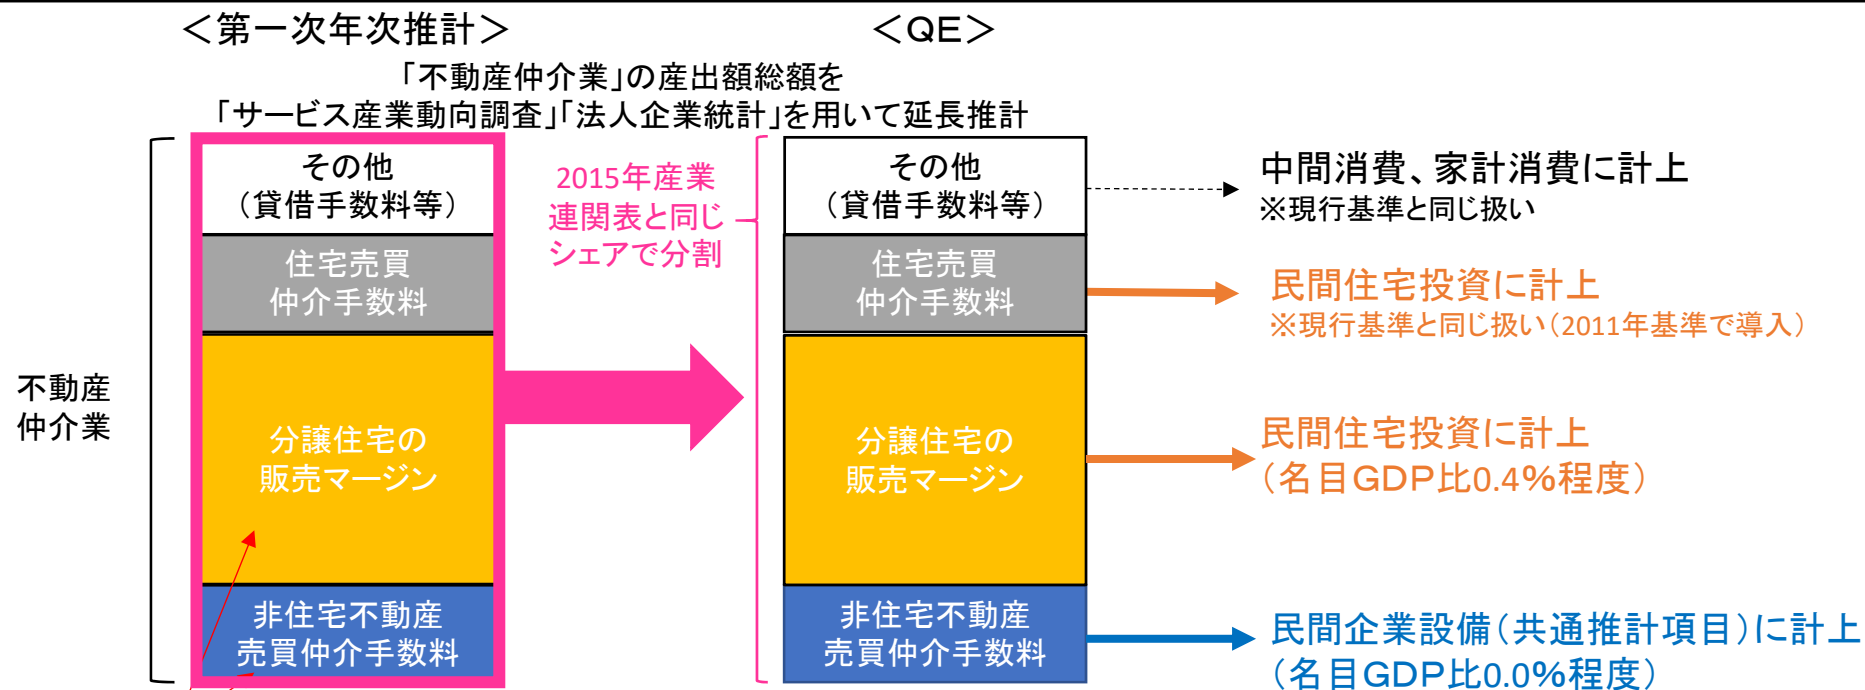 ＜第一次年次推計＞
＜QE＞
「不動産仲介業」の産出額総額を
「サービス産業動向調査」「法人企業統計」を用いて延長推計
不動産
仲介業
その他
（貸借手数料等）
住宅売買
仲介手数料
分譲住宅の
販売マージン
非住宅不動産
売買仲介手数料
2015年産業
連関表と同じ
シェアで分割
その他
（貸借手数料等）
住宅売買
仲介手数料
分譲住宅の
販売マージン
非住宅不動産
売買仲介手数料
中間消費、家計消費に計上
※現行基準と同じ扱い
民間住宅投資に計上
※現行基準と同じ扱い（2011年基準で導入）
民間住宅投資に計上
（名目GDP比0.4%程度）
民間企業設備（共通推計項目）に計上
（名目GDP比0.0%程度）